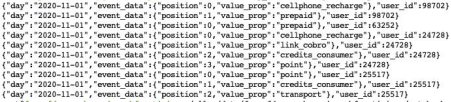 {"day":"2020-11-01","event_data":{"position":0,"value_prop":"cellphone_recharge"},"user_id":98702}
{"day":"2020-11-01","event_data":{"position":1,"value_prop":"prepaid"},"user_id":98702}
{"day":"2020-11-01","event_data":{"position":0,"value_prop":"prepaid"},"user_id":63252}
{"day":"2020-11-01","event_data":{"position":0,"value_prop":"cellphone_recharge"},"user_id":24728}
{"day":"2020-11-01","event_data":{"position":1,"value_prop":"link_cobro"},"user_id":24728}
{"day":"2020-11-01","event_data":{"position":2,"value_prop":"credits_consumer"},"user_id":24728}
{"day":"2020-11-01","event_data":{"position":3,"value_prop":"point"},"user_id":24728}
{"day":"2020-11-01","event_data":{"position":0,"value_prop":"point"},"user_id":25517}
{"day":"2020-11-01","event_data":{"position":1,"value_prop":"credits_consumer"},"user_id":25517}
{"day":"2020-11-01","event_data":{"position":2,"value_prop":"transport"},"user_id":25517}